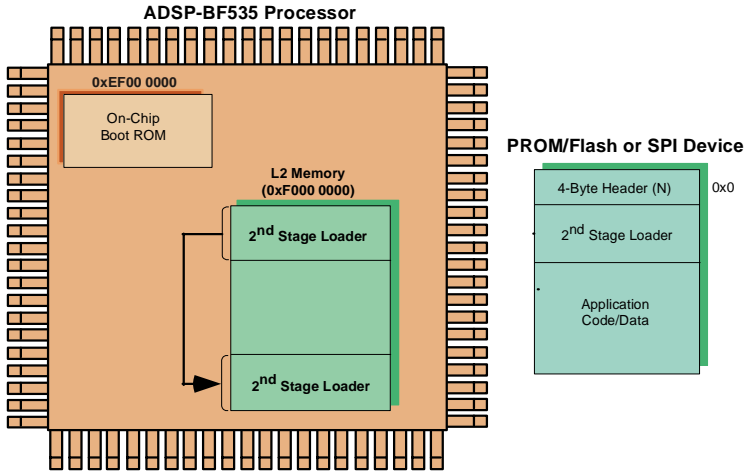 ADSP-BF535 Processor
0xEF00 0000
On-Chip
Boot ROM
L2 Memory
(0xF000 0000)
2nd Stage Loader
2nd Stage Loader
PROM/Flash or SPI Device
4-Byte Header (N)
0x0
2nd Stage Loader
Application
Code/Data